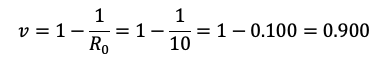 v = 1 − 1/R₀ = 1 − 1/10 = 1 − 0.100 = 0.900